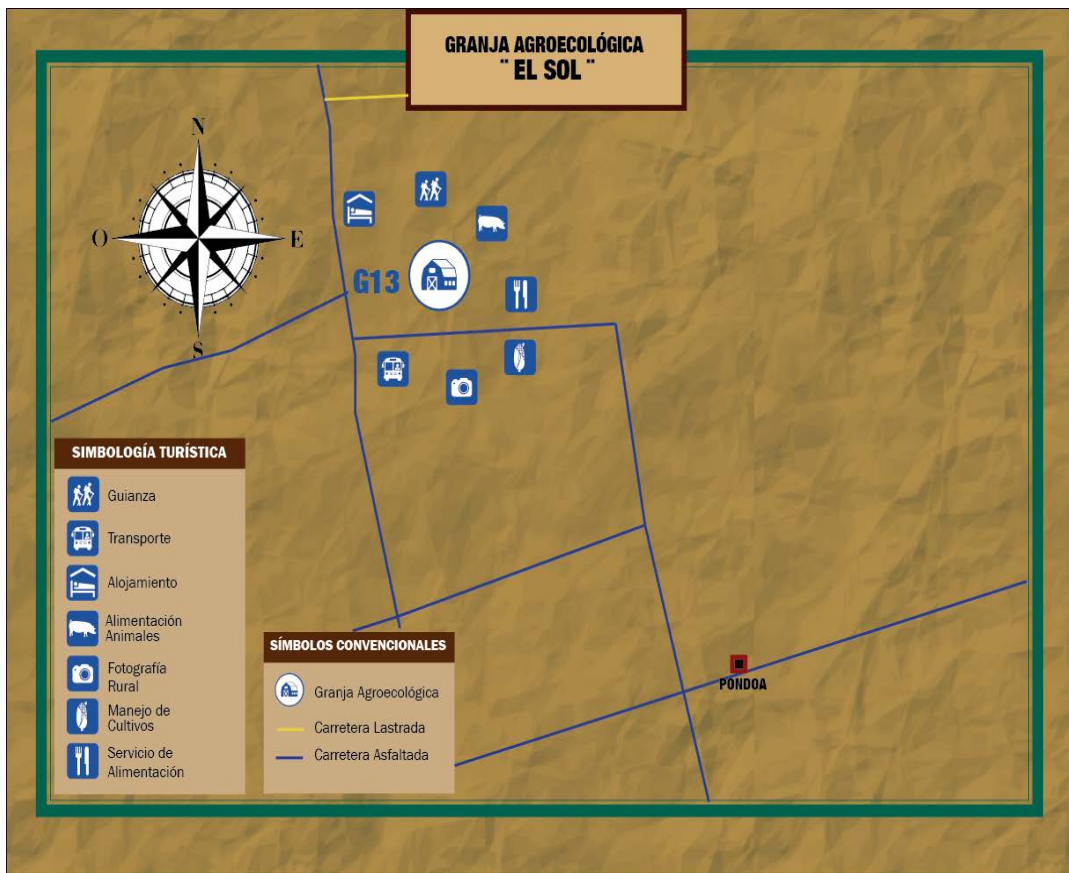 GRANJA AGROECOLÓGICA
¨ EL SOL ¨
N
O
E
S
G13
SIMBOLOGÍA TURÍSTICA
Guianza
Transporte
Alojamiento
Alimentación
Animales
Fotografía
Rural
Manejo de
Cultivos
Servicio de
Alimentación
SÍMBOLOS CONVENCIONALES
Granja Agroecológica
Carretera Lastrada
Carretera Asfaltada
PONDOA